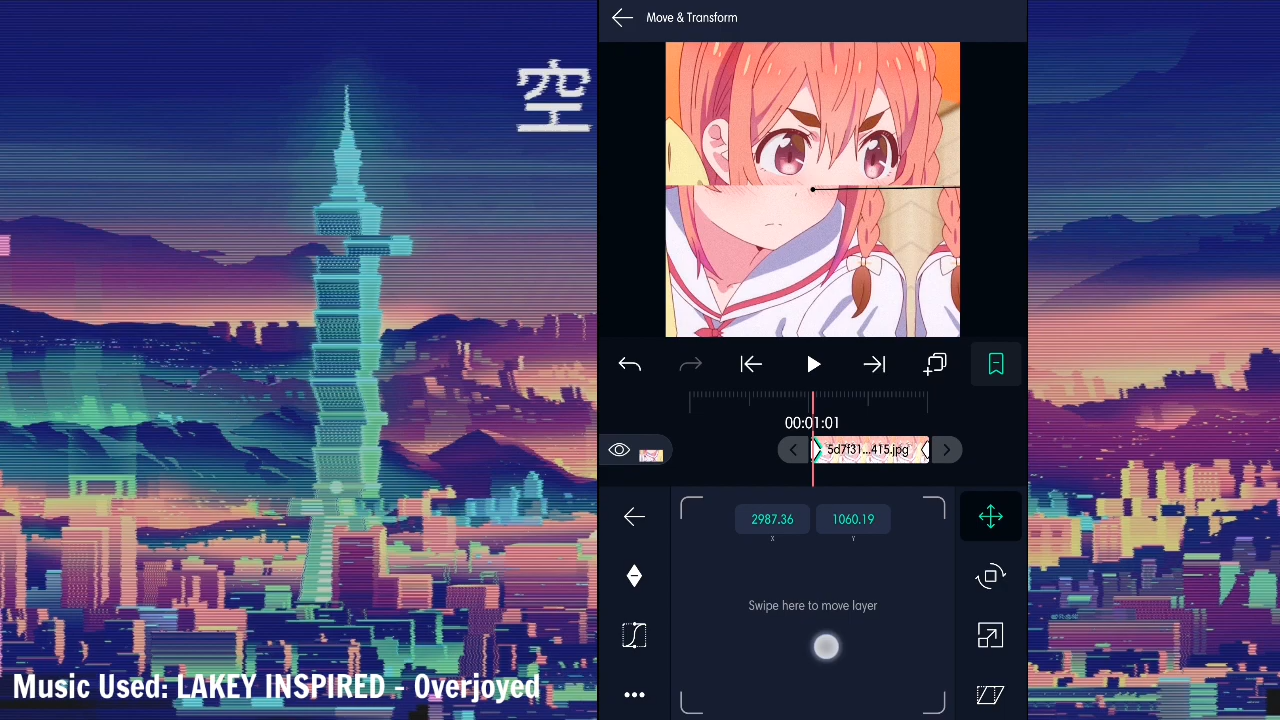 Move & Transform
空
00:01:01
5d7f31...415.jpg
2987.36
1060.19
X
Y
Swipe here to move layer
Music Used: LAKEY INSPIRED - Overjoyed